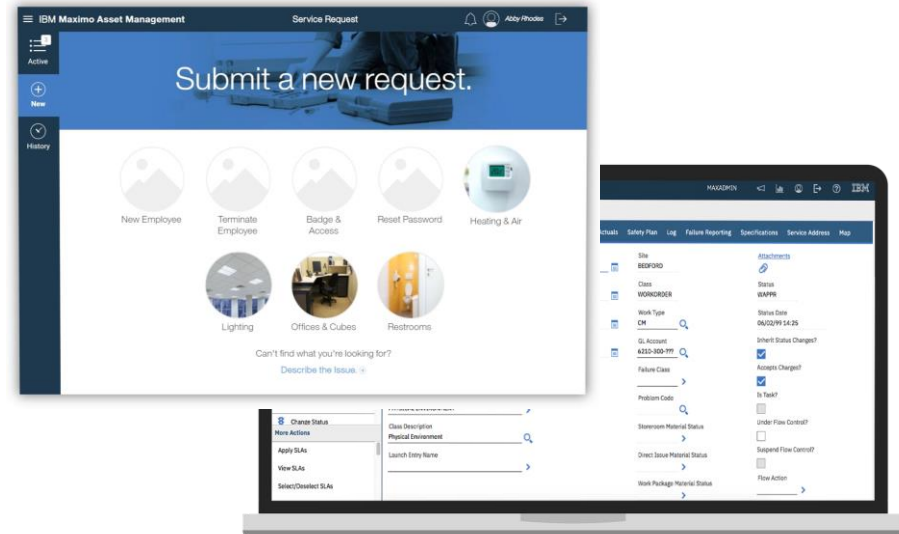 IBM Maximo Asset Management
Service Request
Abby Rhodes
3
Active
New
History
Submit a new request.
New Employee
Terminate
Employee
Badge &
Access
Reset Password
Heating & Air
Lighting
Offices & Cubes
Restrooms
Can't find what you're looking for?
Describe the Issue.
MAXADMIN
IBM
Safety Plan Log Failure Reporting Specifications Service Address Map
Site
BEDFORD
Attachments
Class
WORKORDER
Status
WAPPR
Work Type
CM
Status Date
06/02/99 14:25
GL Account
6210-300-???
Inherit Status Changes?
Failure Class
Accepts Charges?
Problem Code
Is Task?
Storeroom Material Status
Under Flow Control?
Direct Issue Material Status
Suspend Flow Control?
Work Package Material Status
Flow Action
Change Status
More Actions
Apply SLAs
View SLAs
Select/Deselect SLAs
Class Description
Physical Environment
Launch Entry Name